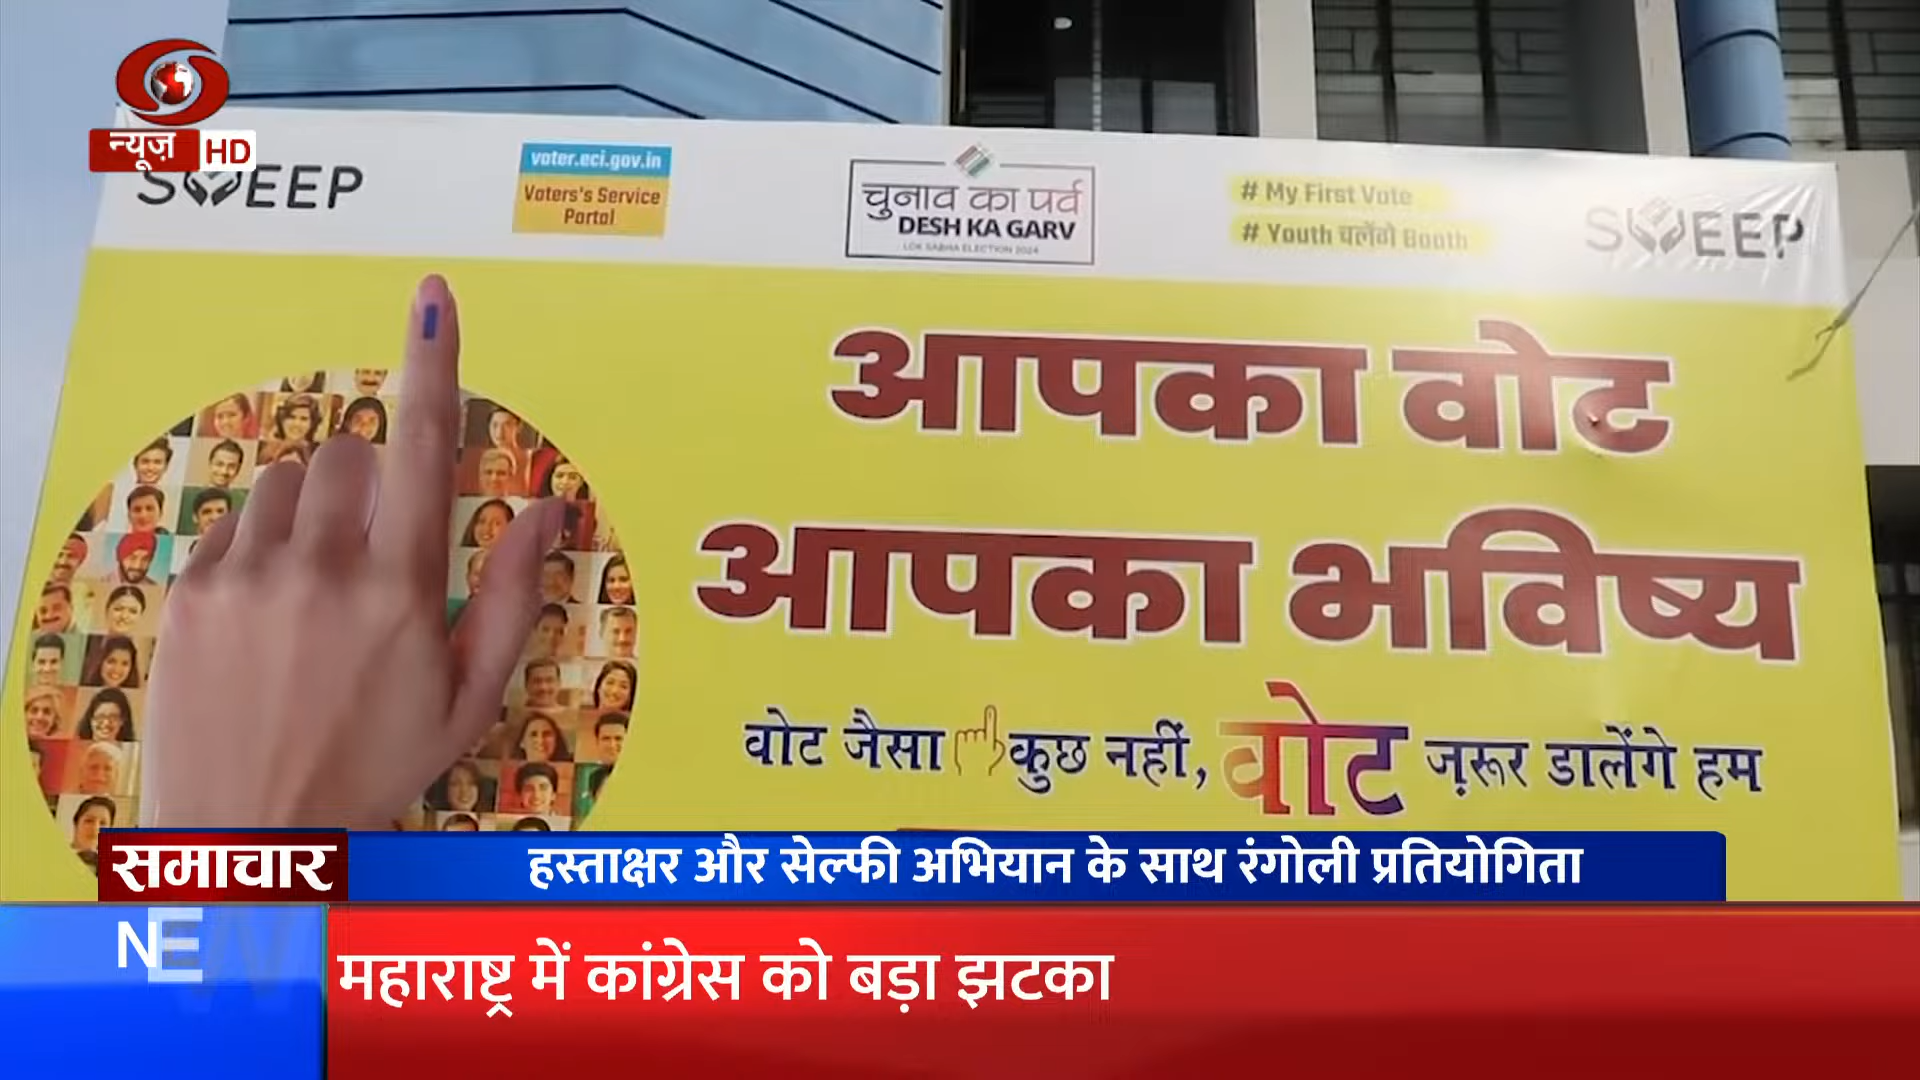 न्यूज़ HD
SWEEP
voter.eci.gov.in
Voters's Service
Portal
चुनाव का पर्व
DESH KA GARV
LOK SABHA ELECTION 2024
# My First Vote
# Youth चलेंगे Booth
SWEEP
आपका वोट
आपका भविष्य
वोट जैसा कुछ नहीं, वोट ज़रूर डालेंगे हम
समाचार हस्ताक्षर और सेल्फी अभियान के साथ रंगोली प्रतियोगिता
NEW महाराष्ट्र में कांग्रेस को बड़ा झटका